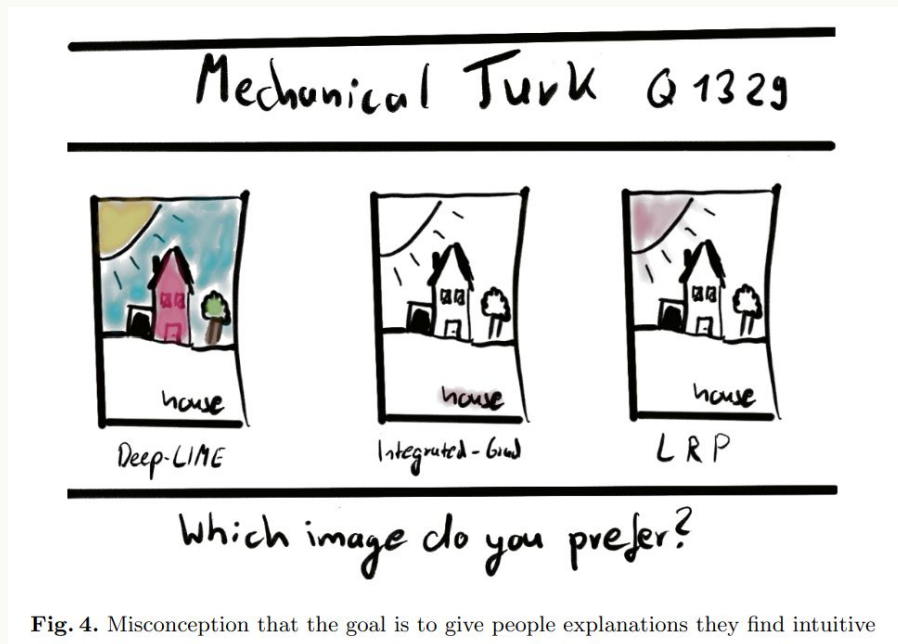 Mechanical Turk Q 1329
house
house
house
Deep-LIME
Integrated-Grad
LRP
Which image do you prefer?
Fig. 4. Misconception that the goal is to give people explanations they find intuitive